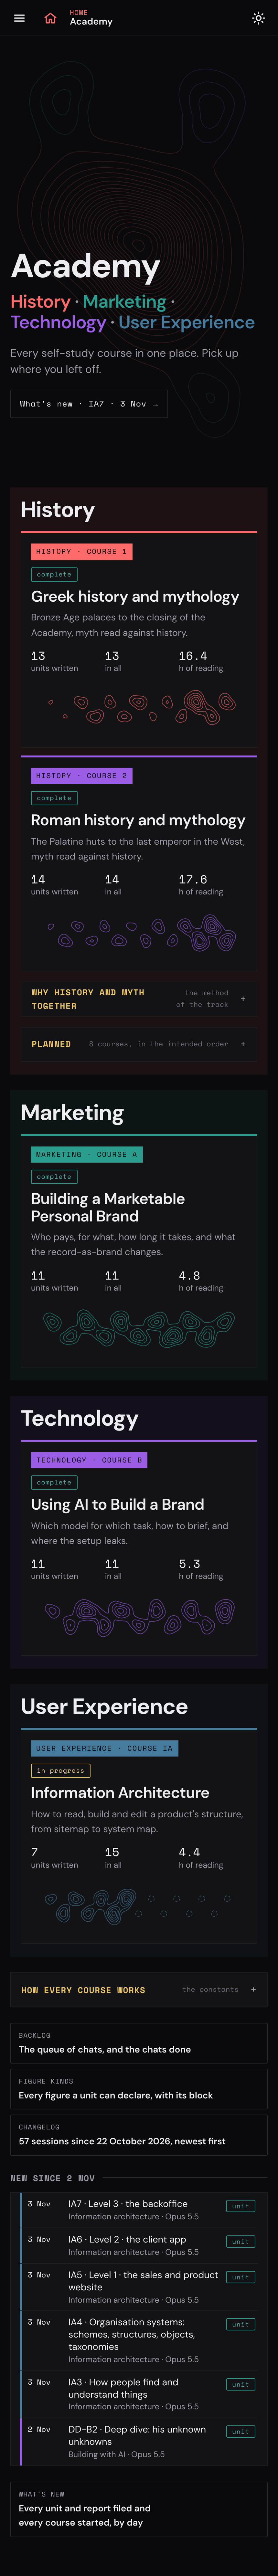 HOME
Academy
Academy
History · Marketing ·
Technology · User Experience
Every self-study course in one place. Pick up
where you left off.
What's new · IA7 · 3 Nov →
History
HISTORY · COURSE 1
complete
Greek history and mythology
Bronze Age palaces to the closing of the
Academy, myth read against history.
13 13 16.4
units written in all h of reading
HISTORY · COURSE 2
complete
Roman history and mythology
The Palatine huts to the last emperor in the West,
myth read against history.
14 14 17.6
units written in all h of reading
WHY HISTORY AND MYTH the method
TOGETHER of the track +
PLANNED 8 courses, in the intended order +
Marketing
MARKETING · COURSE A
complete
Building a Marketable
Personal Brand
Who pays, for what, how long it takes, and what
the record-as-brand changes.
11 11 4.8
units written in all h of reading
Technology
TECHNOLOGY · COURSE B
complete
Using AI to Build a Brand
Which model for which task, how to brief, and
where the setup leaks.
11 11 5.3
units written in all h of reading
User Experience
USER EXPERIENCE · COURSE IA
in progress
Information Architecture
How to read, build and edit a product's structure,
from sitemap to system map.
7 15 4.4
units written in all h of reading
HOW EVERY COURSE WORKS the constants +
BACKLOG
The queue of chats, and the chats done
FIGURE KINDS
Every figure a unit can declare, with its block
CHANGELOG
57 sessions since 22 October 2026, newest first
NEW SINCE 2 NOV
3 Nov IA7 · Level 3 · the backoffice unit
Information architecture · Opus 5.5
3 Nov IA6 · Level 2 · the client app unit
Information architecture · Opus 5.5
3 Nov IA5 · Level 1 · the sales and product unit
website
Information architecture · Opus 5.5
3 Nov IA4 · Organisation systems: unit
schemes, structures, objects,
taxonomies
Information architecture · Opus 5.5
3 Nov IA3 · How people find and unit
understand things
Information architecture · Opus 5.5
2 Nov DD-B2 · Deep dive: his unknown unit
unknowns
Building with AI · Opus 5.5
WHAT'S NEW
Every unit and report filed and
every course started, by day